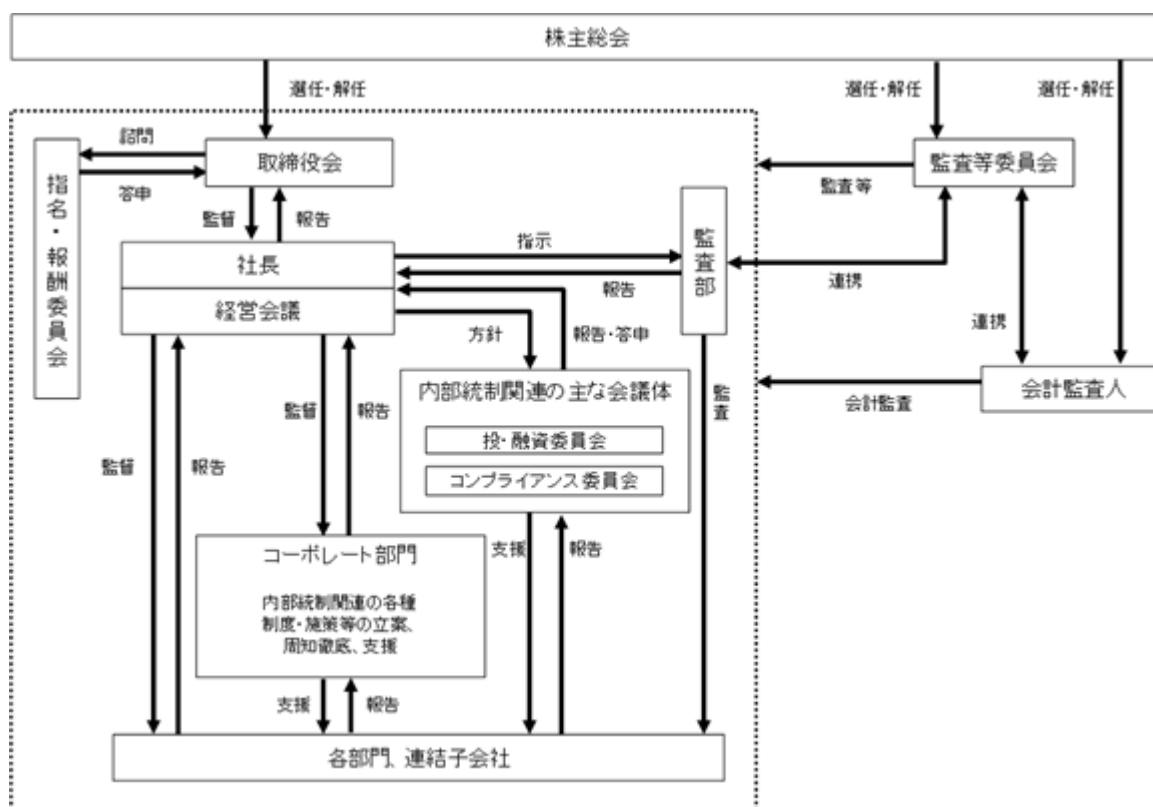 株主総会
選任・解任
選任・解任
選任・解任
諮問
答申
指名・報酬委員会
取締役会
監査等委員会
監査等
監督
報告
社長
経営会議
指示
報告
監査部
連携
連携
方針
報告・答申
会計監査人
会計監査
監査
内部統制関連の主な会議体
投・融資委員会
コンプライアンス委員会
監督
報告
監督
報告
コーポレート部門
内部統制関連の各種
制度・施策等の立案、
周知徹底、支援
支援
報告
支援
報告
各部門、連結子会社